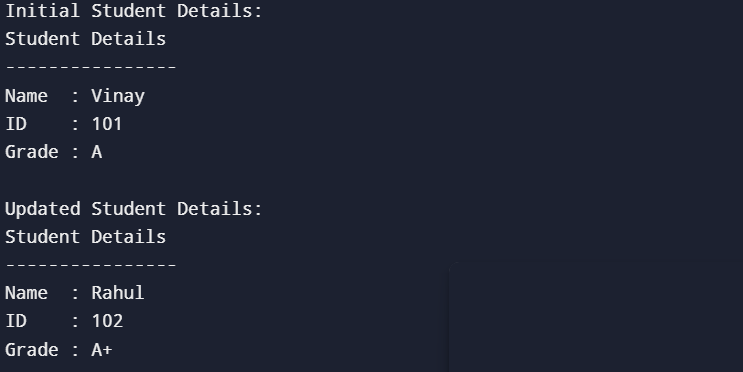 Initial Student Details:
Student Details
----------------
Name  : Vinay
ID    : 101
Grade : A

Updated Student Details:
Student Details
----------------
Name  : Rahul
ID    : 102
Grade : A+